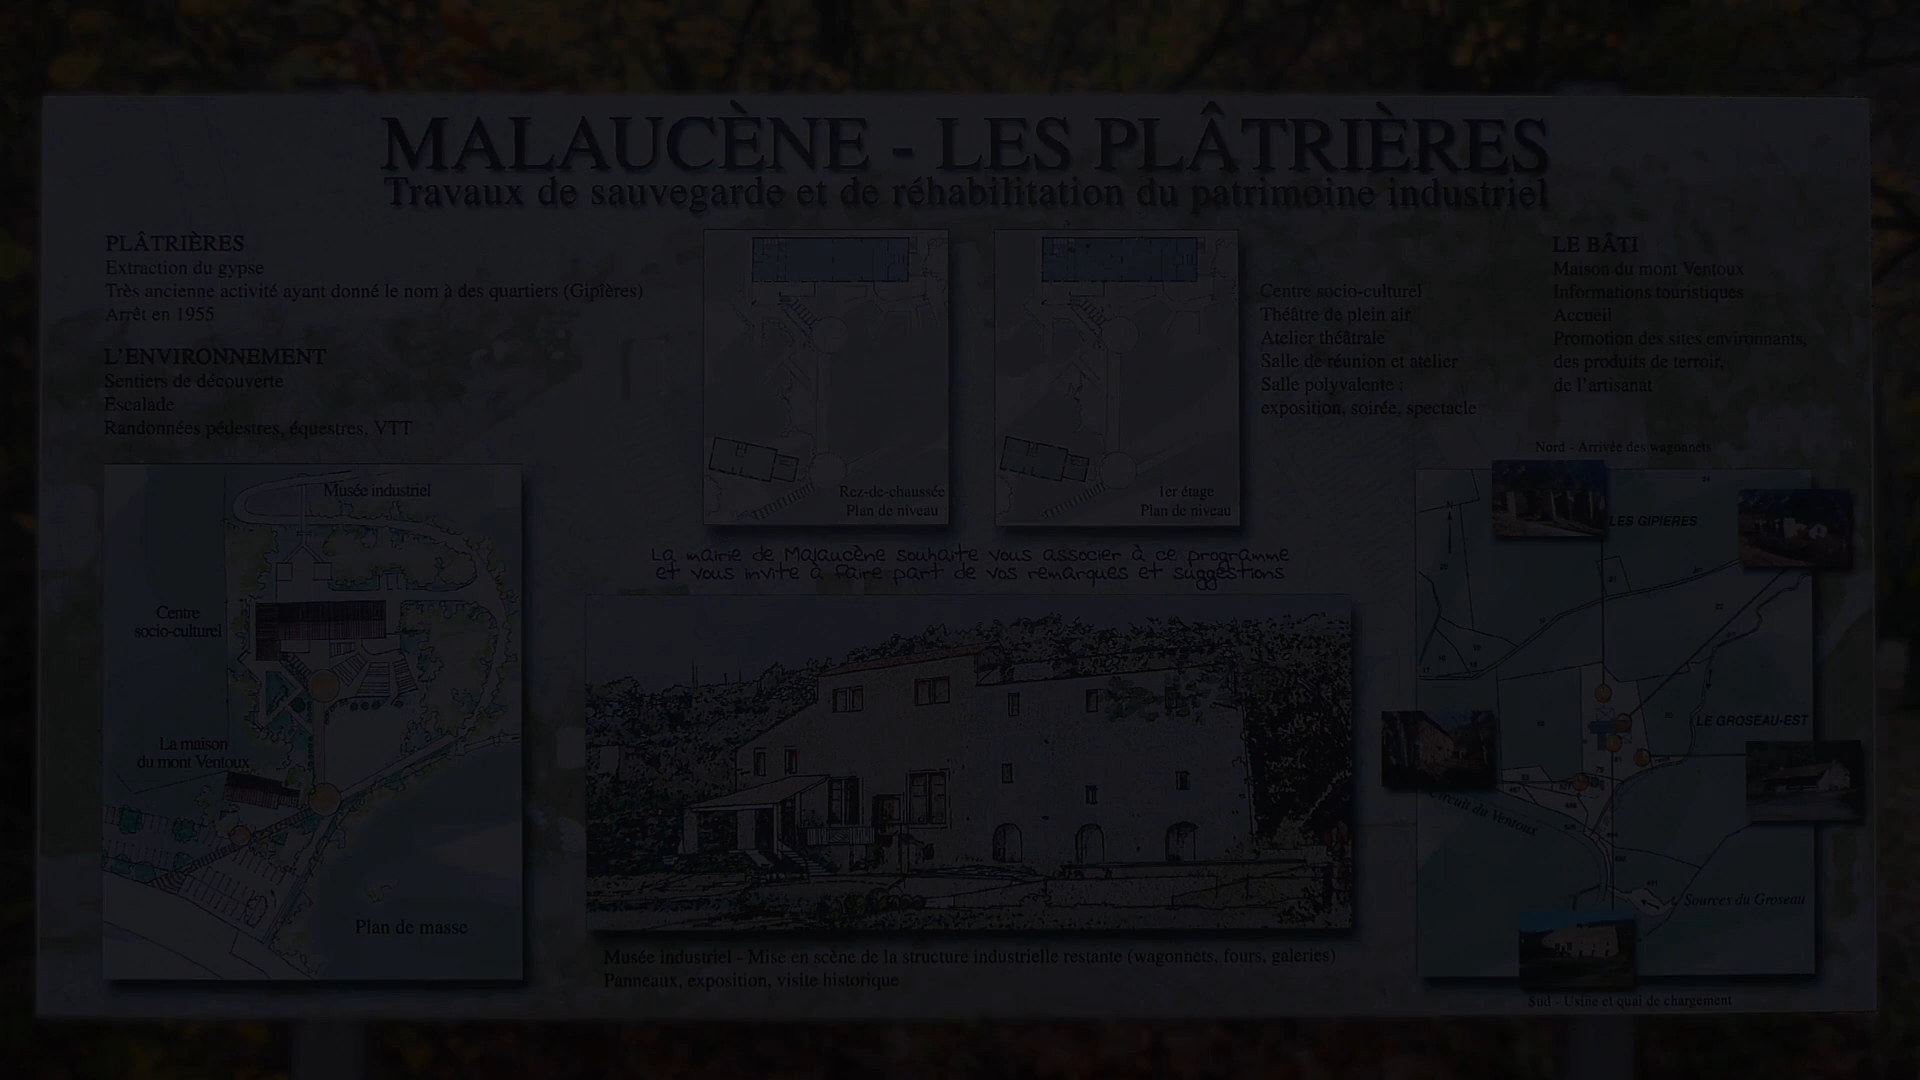 MALAUCÈNE - LES PLÂTRIÈRES
Travaux de sauvegarde et de réhabilitation du patrimoine industriel
PLÂTRIÈRES
Extraction du gypse
Très ancienne activité ayant donné le nom à des quartiers (Gipières)
Arrêt en 1955
L'ENVIRONNEMENT
Sentiers de découverte
Escalade
Randonnées pédestres, équestres, VTT
Musée industriel
Centre
socio-culturel
La maison
du mont Ventoux
Plan de masse
Rez-de-chaussée
Plan de niveau
1er étage
Plan de niveau
Centre socio-culturel
Théâtre de plein air
Atelier théâtrale
Salle de réunion et atelier
Salle polyvalente :
exposition, soirée, spectacle
LE BÂTI
Maison du mont Ventoux
Informations touristiques
Accueil
Promotion des sites environnants,
des produits de terroir,
de l'artisanat
La mairie de Malaucène souhaite vous associer à ce programme
et vous invite à faire part de vos remarques et suggestions
Musée industriel - Mise en scène de la structure industrielle restante (wagonnets, fours, galeries)
Panneaux, exposition, visite historique
Nord - Arrivée des wagonnets
N
LES GIPIERES
LE GROSEAU-EST
Circuit du Ventoux
Sources du Groseau
Sud - Usine et quai de chargement